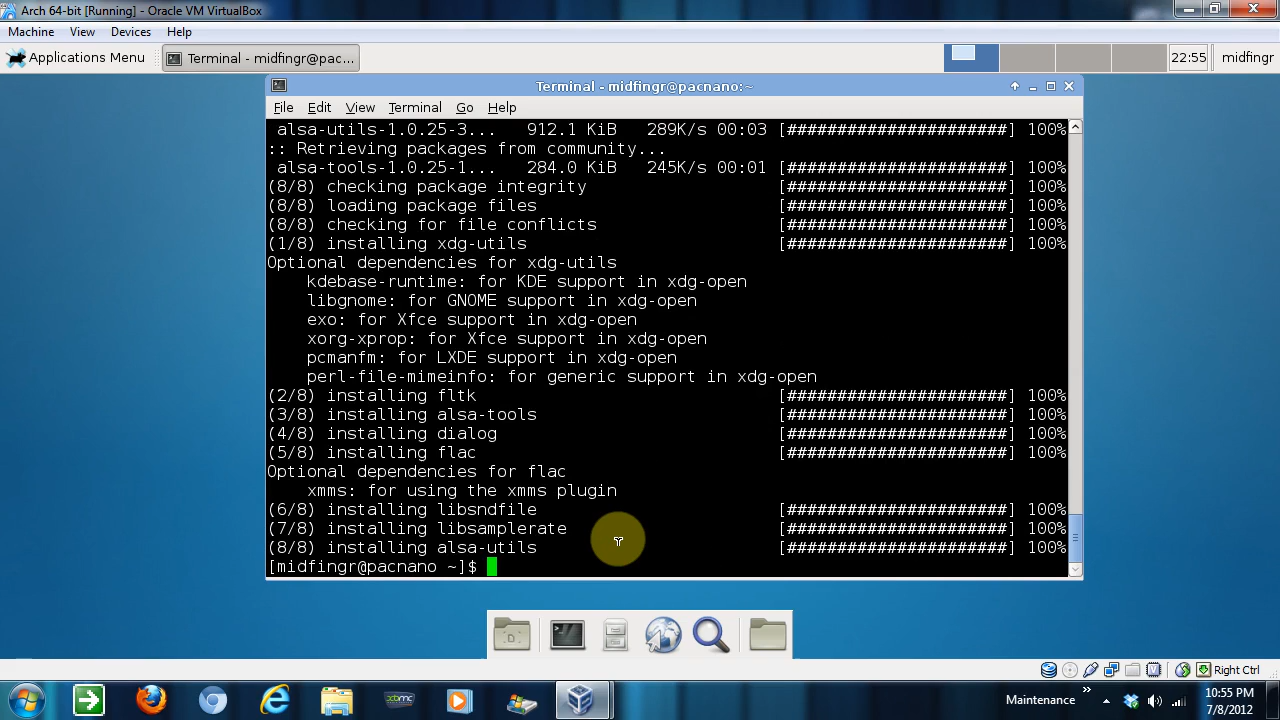 Arch 64-bit [Running] - Oracle VM VirtualBox
Machine View Devices Help
Applications Menu Terminal - midfingr@pac... 22:55 midfingr
Terminal - midfingr@pacnano:~
File Edit View Terminal Go Help
alsa-utils-1.0.25-3... 912.1 KiB 289K/s 00:03 [######################] 100%
:: Retrieving packages from community...
alsa-tools-1.0.25-1... 284.0 KiB 245K/s 00:01 [######################] 100%
(8/8) checking package integrity [######################] 100%
(8/8) loading package files [######################] 100%
(8/8) checking for file conflicts [######################] 100%
(1/8) installing xdg-utils [######################] 100%
Optional dependencies for xdg-utils
kdebase-runtime: for KDE support in xdg-open
libgnome: for GNOME support in xdg-open
exo: for Xfce support in xdg-open
xorg-xprop: for Xfce support in xdg-open
pcmanfm: for LXDE support in xdg-open
perl-file-mimeinfo: for generic support in xdg-open
(2/8) installing fltk [######################] 100%
(3/8) installing alsa-tools [######################] 100%
(4/8) installing dialog [######################] 100%
(5/8) installing flac [######################] 100%
Optional dependencies for flac
xmms: for using the xmms plugin
(6/8) installing libsndfile [######################] 100%
(7/8) installing libsamplerate [######################] 100%
(8/8) installing alsa-utils [######################] 100%
[midfingr@pacnano ~]$
Right Ctrl
xbmc
Maintenance »
10:55 PM
7/8/2012